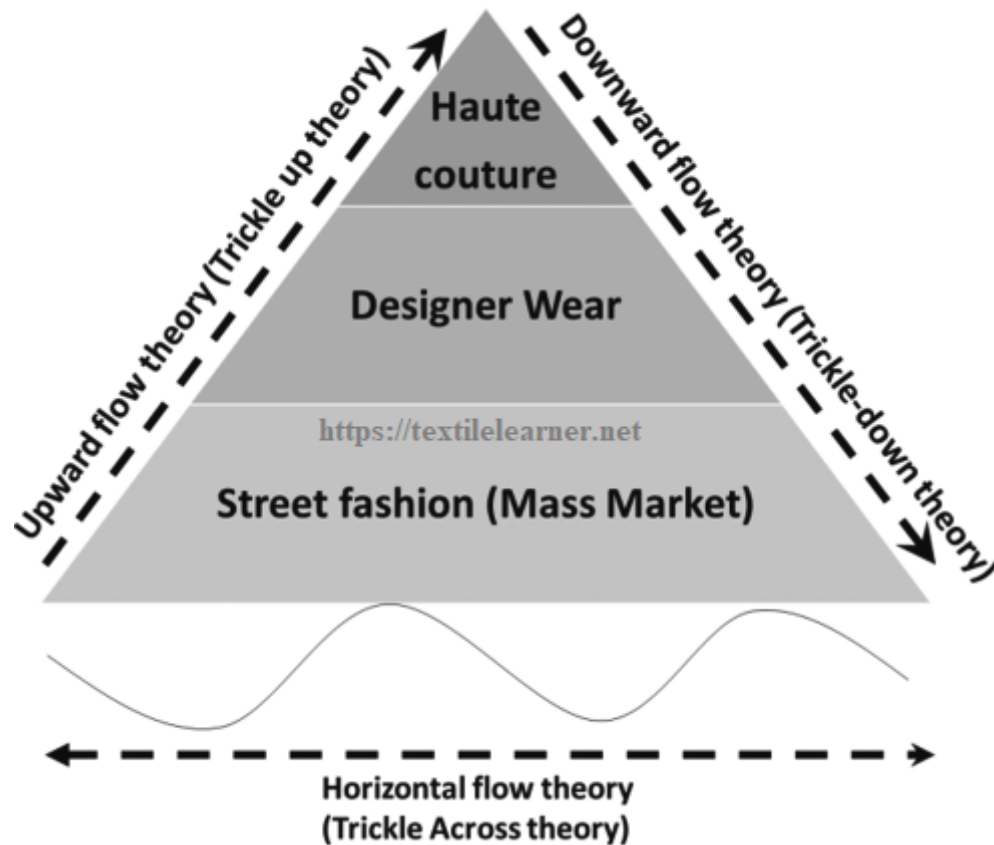 Upward flow theory (Trickle up theory)
Downward flow theory (Trickle-down theory)
Haute
couture
Designer Wear
https://textilelearner.net
Street fashion (Mass Market)
Horizontal flow theory
(Trickle Across theory)